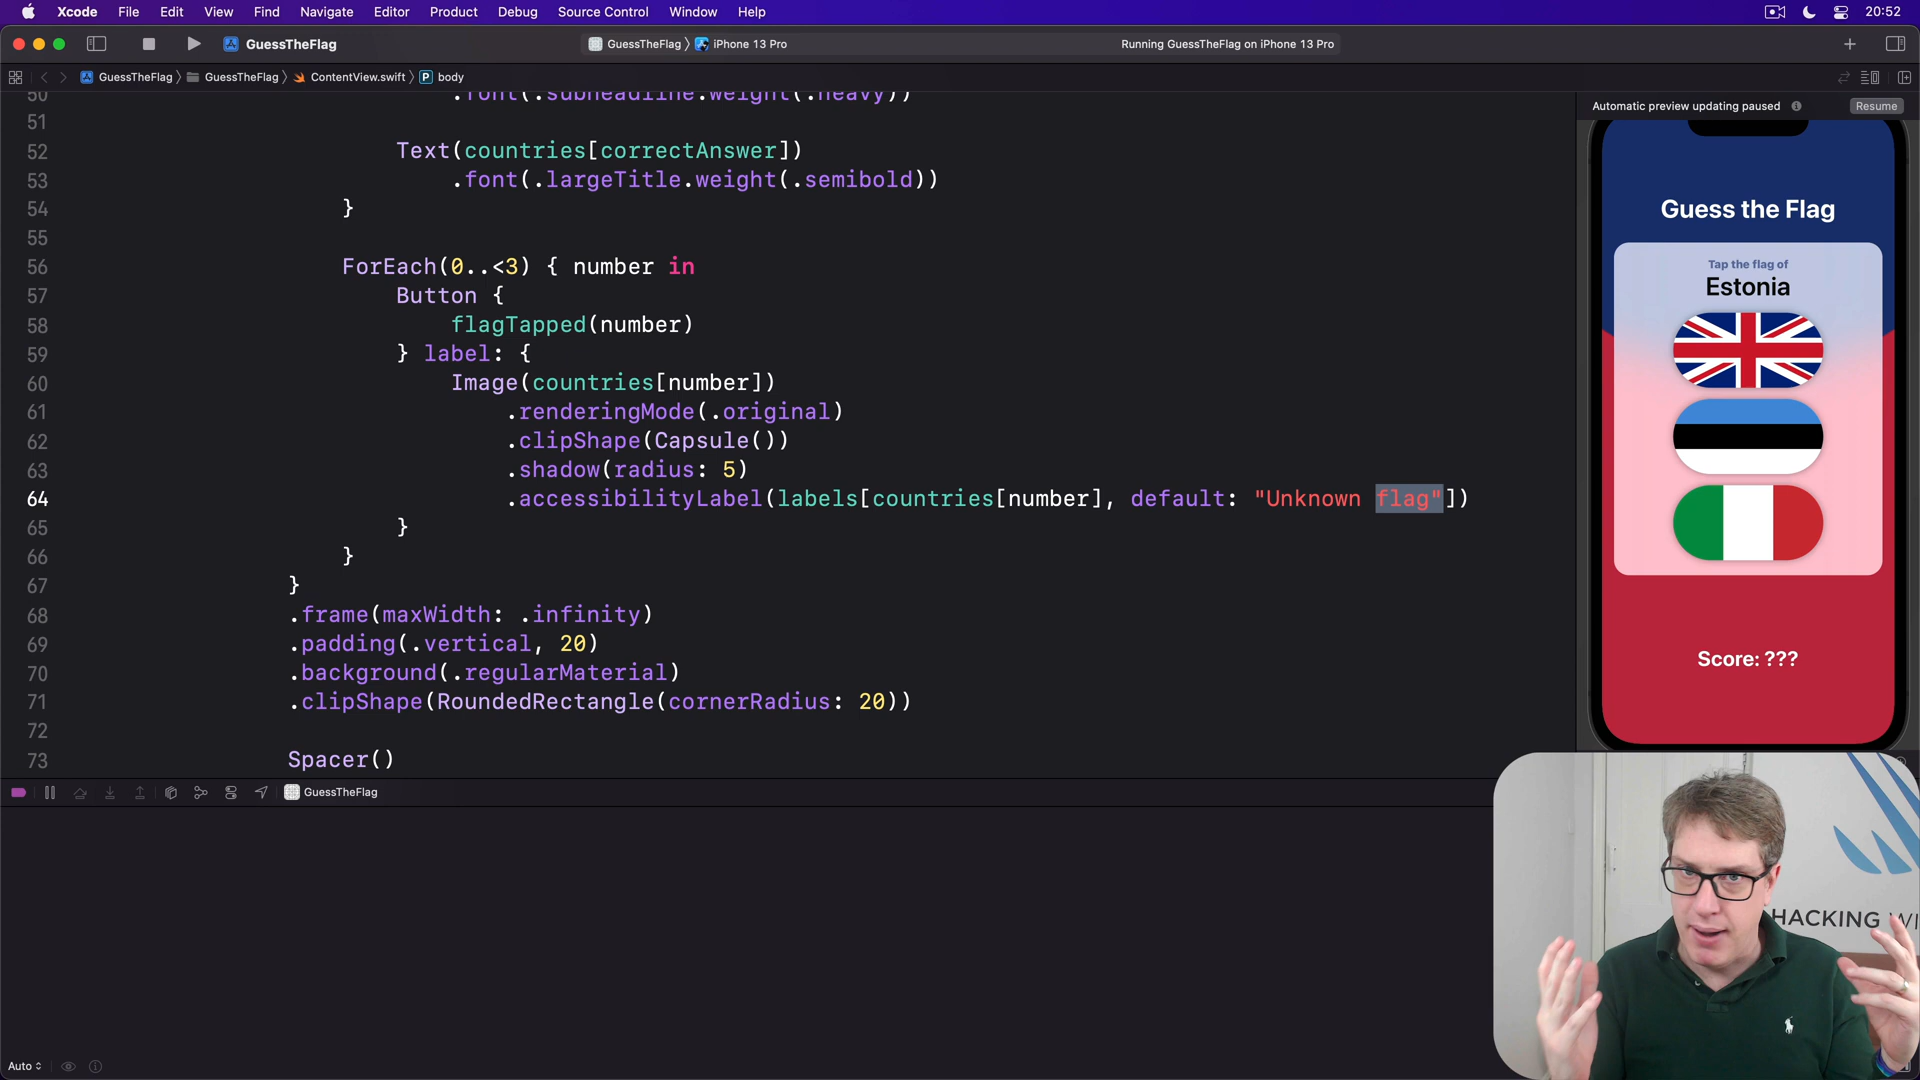 Xcode File Edit View Find Navigate Editor Product Debug Source Control Window Help 20:52
GuessTheFlag GuessTheFlag iPhone 13 Pro Running GuessTheFlag on iPhone 13 Pro
GuessTheFlag GuessTheFlag ContentView.swift P body
Automatic preview updating paused Resume
50 .font(.subheadline.weight(.heavy))
51
52 Text(countries[correctAnswer])
53 .font(.largeTitle.weight(.semibold))
54 }
55
56 ForEach(0..<3) { number in
57 Button {
58 flagTapped(number)
59 } label: {
60 Image(countries[number])
61 .renderingMode(.original)
62 .clipShape(Capsule())
63 .shadow(radius: 5)
64 .accessibilityLabel(labels[countries[number], default: "Unknown flag"])
65 }
66 }
67 }
68 .frame(maxWidth: .infinity)
69 .padding(.vertical, 20)
70 .background(.regularMaterial)
71 .clipShape(RoundedRectangle(cornerRadius: 20))
72
73 Spacer()
Guess the Flag
Tap the flag of
Estonia
Score: ???
GuessTheFlag
HACKING WI
Auto